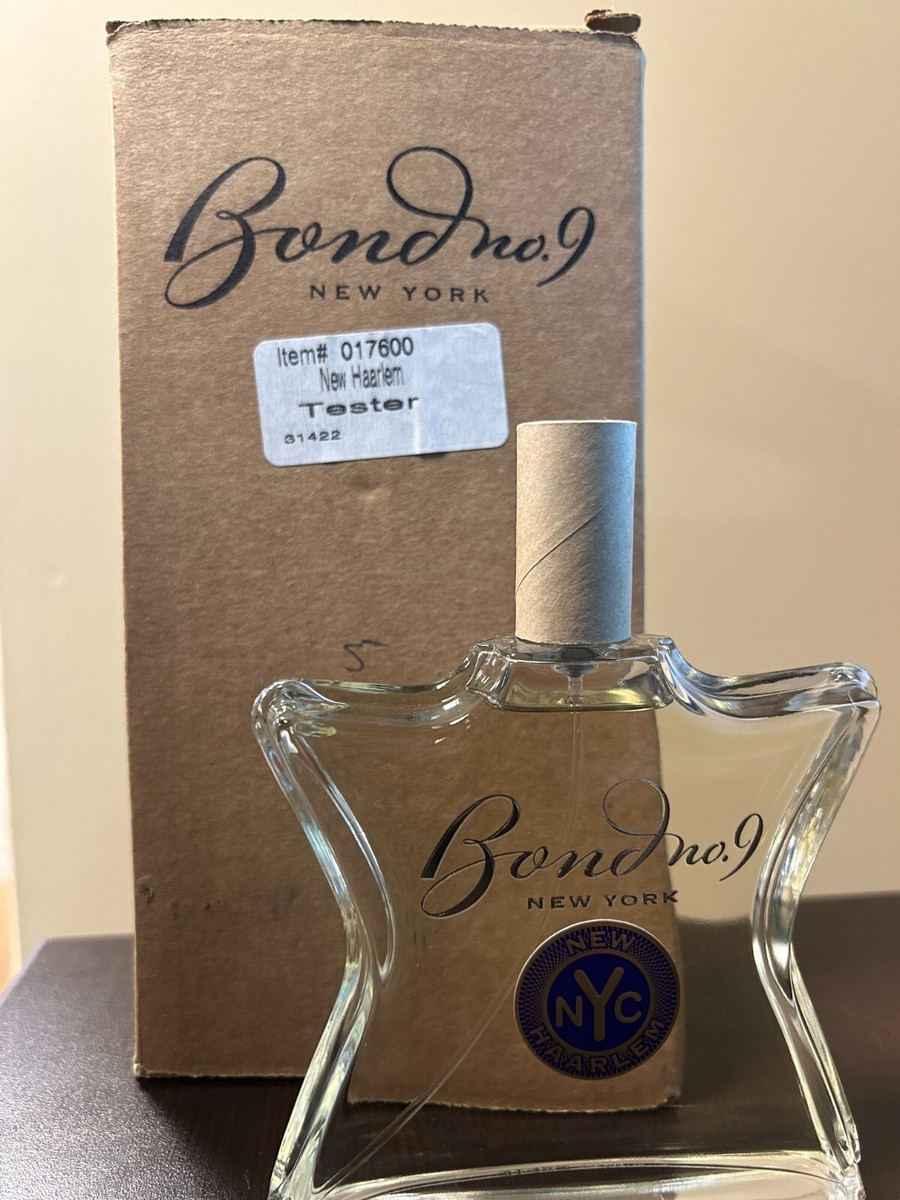 Bond no.9
NEW YORK
Item# 017600
New Haarlem
Tester
31422
5
Bond no.9
NEW YORK
NEW
NYC
HAARLEM